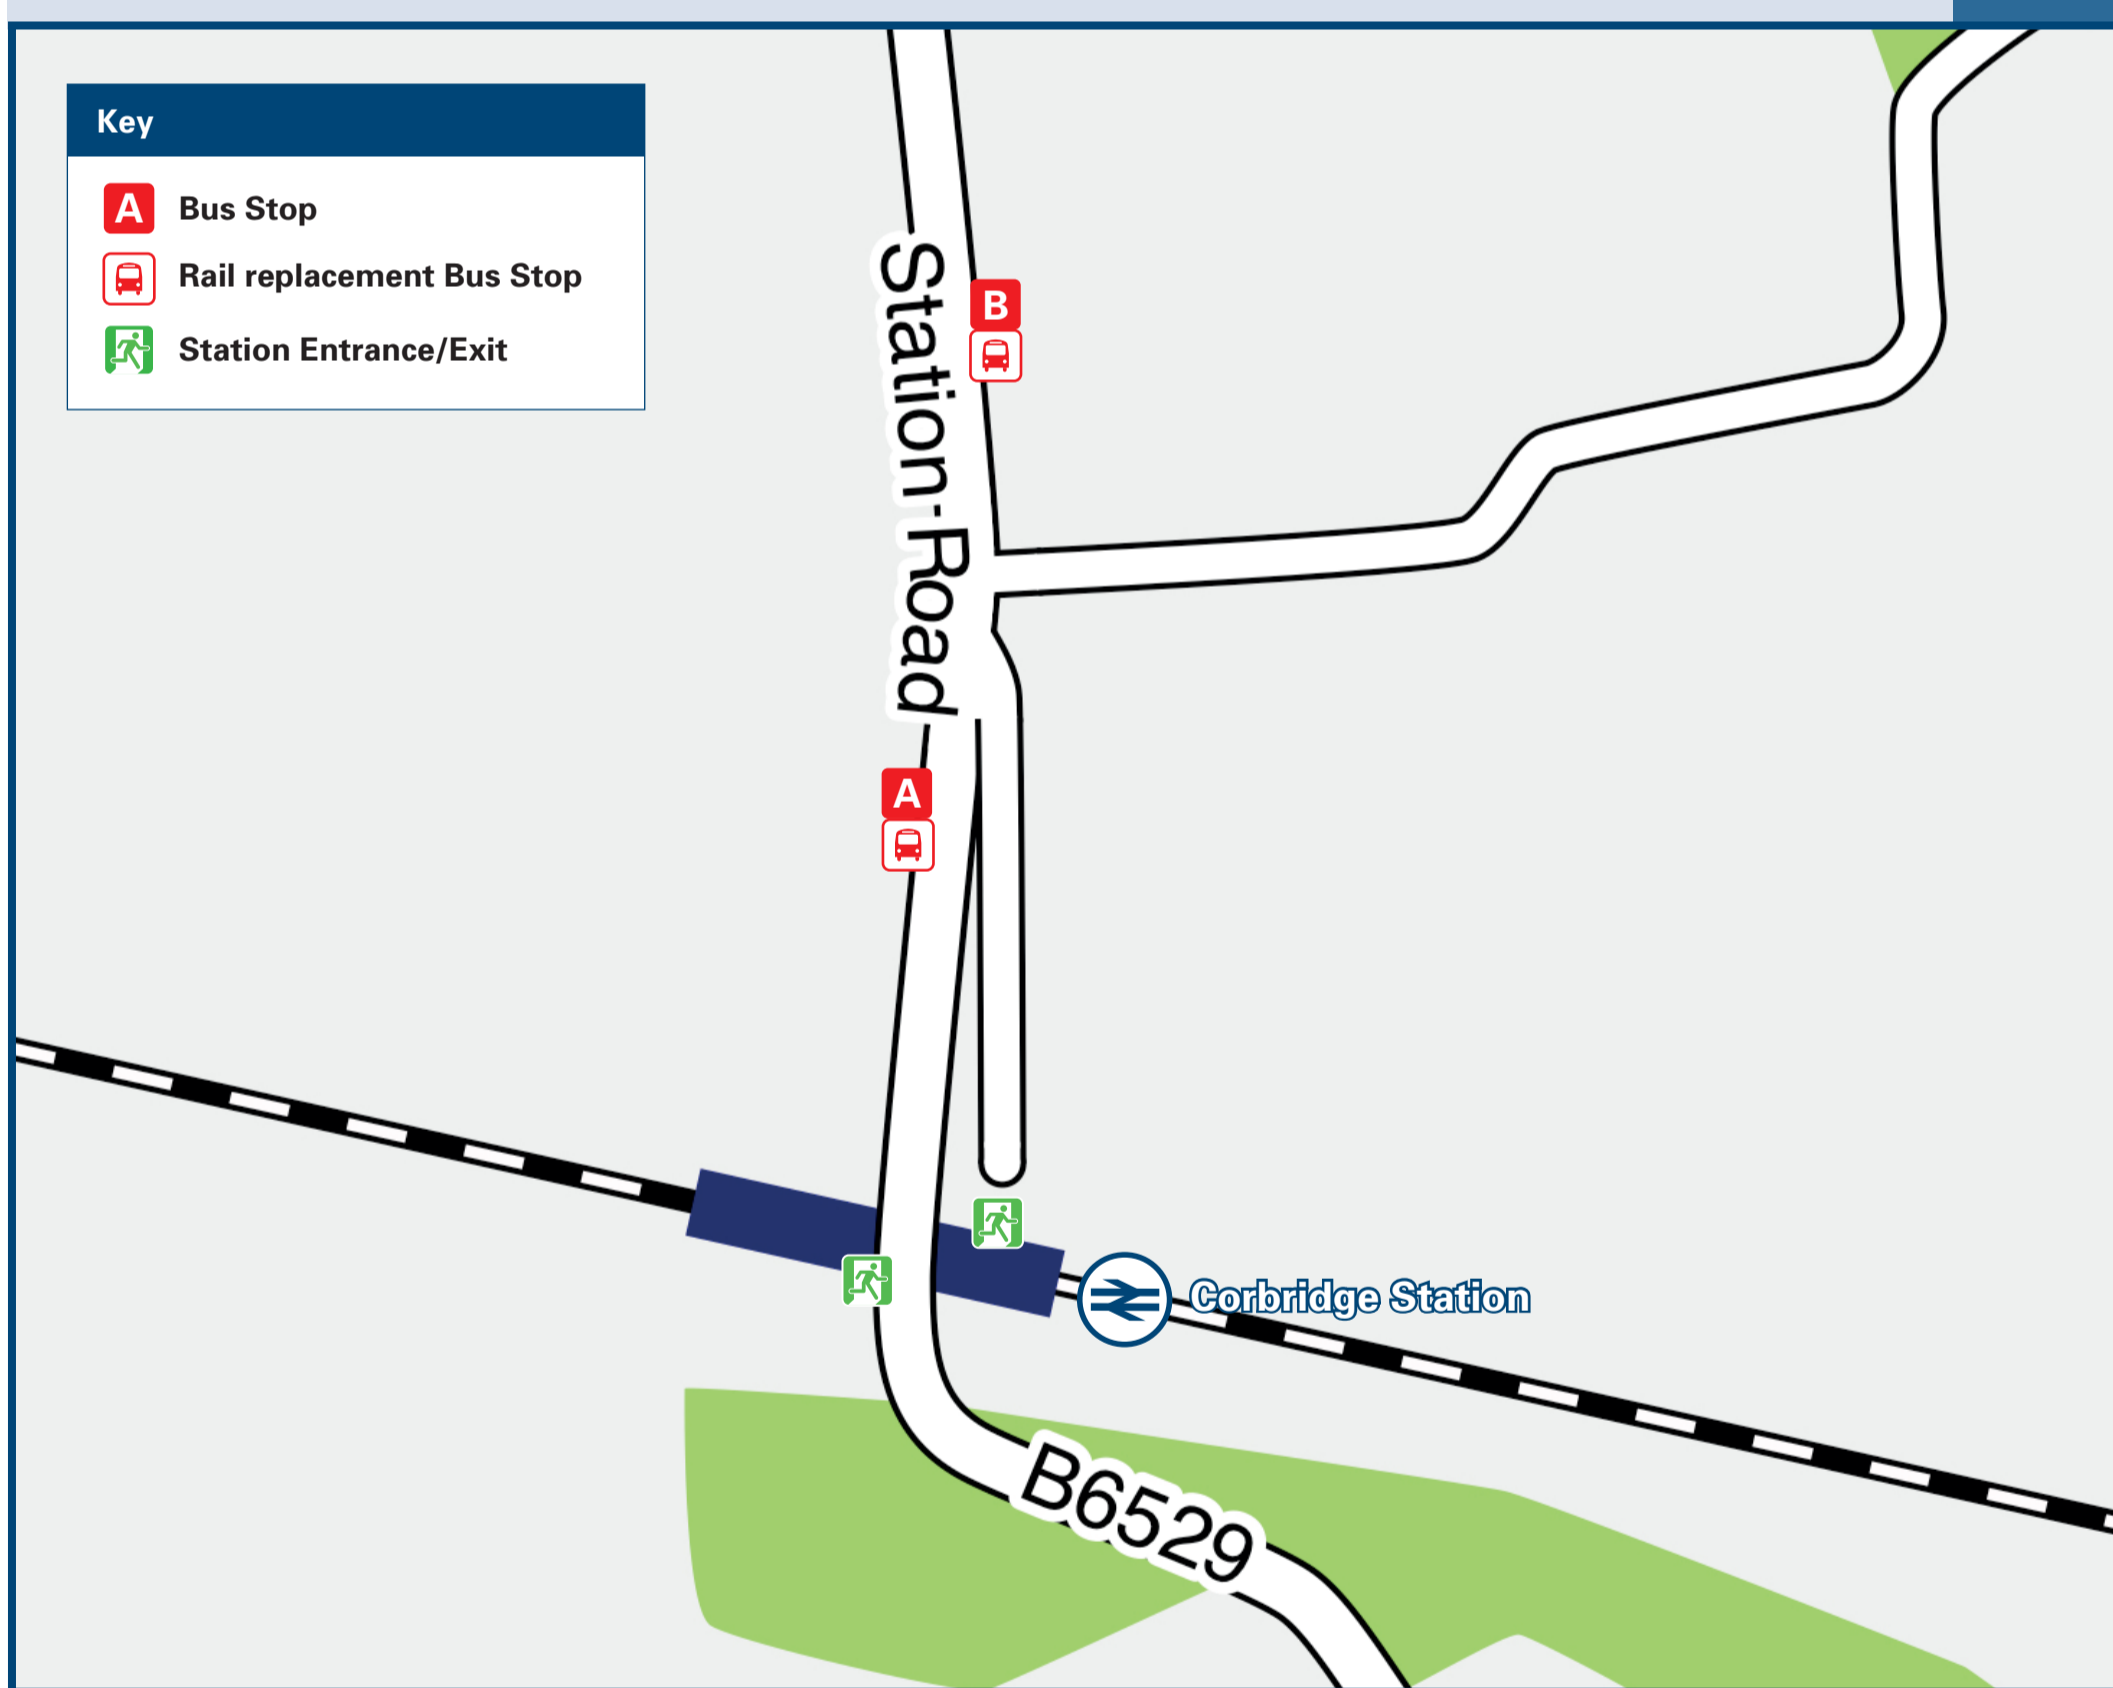 Key
A Bus Stop
Rail replacement Bus Stop
Station Entrance/Exit
Station Road
B
A
Corbridge Station
B6529